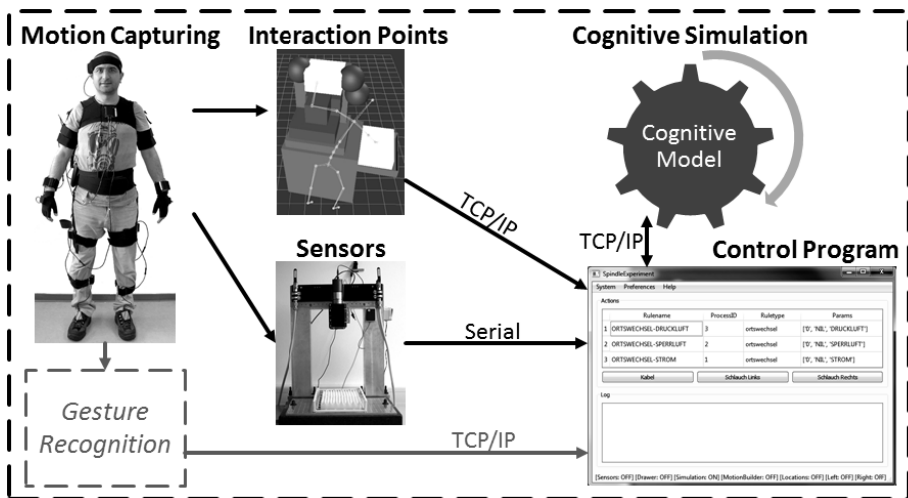 Motion Capturing
Interaction Points
Cognitive Simulation
Cognitive
Model
TCP/IP
TCP/IP
Sensors
Control Program
SpindleExperiment
System Preferences Help
Actions
Rulename ProcessID Ruletype Params
1 ORTSWECHSEL-DRUCKLUFT 3 ortswechsel ['0', 'NIL', 'DRUCKLUFT']
2 ORTSWECHSEL-SPERRLUFT 2 ortswechsel ['0', 'NIL', 'SPERRLUFT']
3 ORTSWECHSEL-STROM 1 ortswechsel ['0', 'NIL', 'STROM']
Kabel Schlauch Links Schlauch Rechts
Log
[Sensors: OFF] [Drawer: OFF] [Simulation: ON] [MotionBuilder: OFF] [Locations: OFF] [Left: OFF] [Right: OFF]
Serial
Gesture
Recognition
TCP/IP